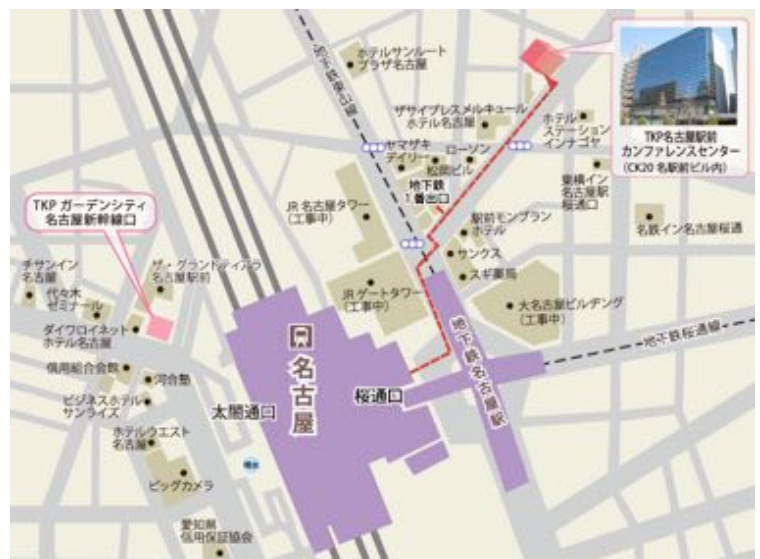 ホテルサンルート
プラザ名古屋
地下鉄東山線
ザサイプレスメルキュール
ホテル名古屋
ホテル
ステーション
インナゴヤ
TKP名古屋駅前
カンファレンスセンター
(CK20 名駅前ビル内)
ヤマザキ
デイリー
ローソン
松岡ビル
地下鉄
1番出口
東横イン
名古屋駅
桜通口
TKP ガーデンシティ
名古屋新幹線口
JR名古屋タワー
(工事中)
駅前モンブラン
ホテル
名鉄イン名古屋桜通
サンクス
スギ薬局
チサンイン
名古屋
ザ・グランドティアラ
名古屋駅前
代々木
ゼミナール
JRゲートタワー
(工事中)
大名古屋ビルヂング
(工事中)
ダイワロイネット
ホテル名古屋
地下鉄桜通線
地下鉄名古屋駅
名古屋
信用組合会館
河合塾
桜通口
太閤通口
ビジネスホテル
サンライズ
ホテルウエスト
名古屋
ビッグカメラ
愛知県
信用保証協会